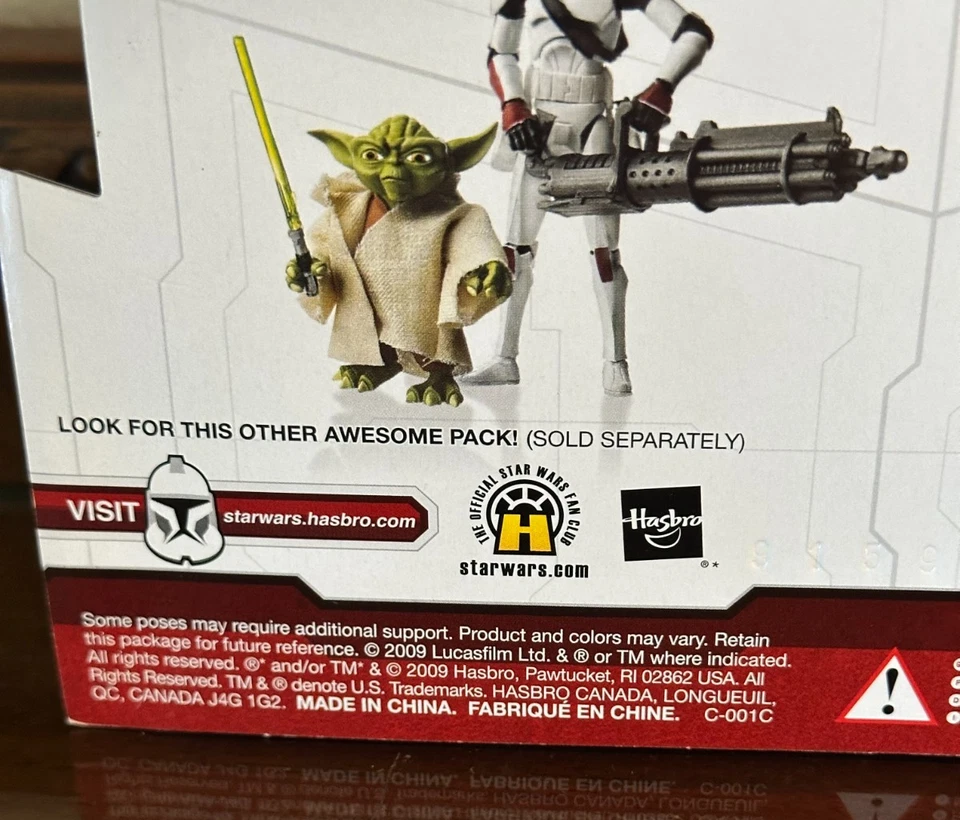 LOOK FOR THIS OTHER AWESOME PACK! (SOLD SEPARATELY)
VISIT starwars.hasbro.com
THE OFFICIAL STAR WARS FAN CLUB
H
starwars.com
Hasbro
®*
Some poses may require additional support. Product and colors may vary. Retain
this package for future reference. © 2009 Lucasfilm Ltd. & ® or TM where indicated.
All rights reserved. ®* and/or TM* & © 2009 Hasbro, Pawtucket, RI 02862 USA. All
Rights Reserved. TM & ® denote U.S. Trademarks. HASBRO CANADA, LONGUEUIL,
QC, CANADA J4G 1G2. MADE IN CHINA. FABRIQUÉ EN CHINE. C-001C
!